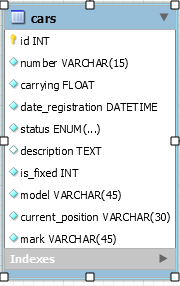 cars
id INT
number VARCHAR(15)
carrying FLOAT
date_registration DATETIME
status ENUM(...)
description TEXT
is_fixed INT
model VARCHAR(45)
current_position VARCHAR(30)
mark VARCHAR(45)
Indexes